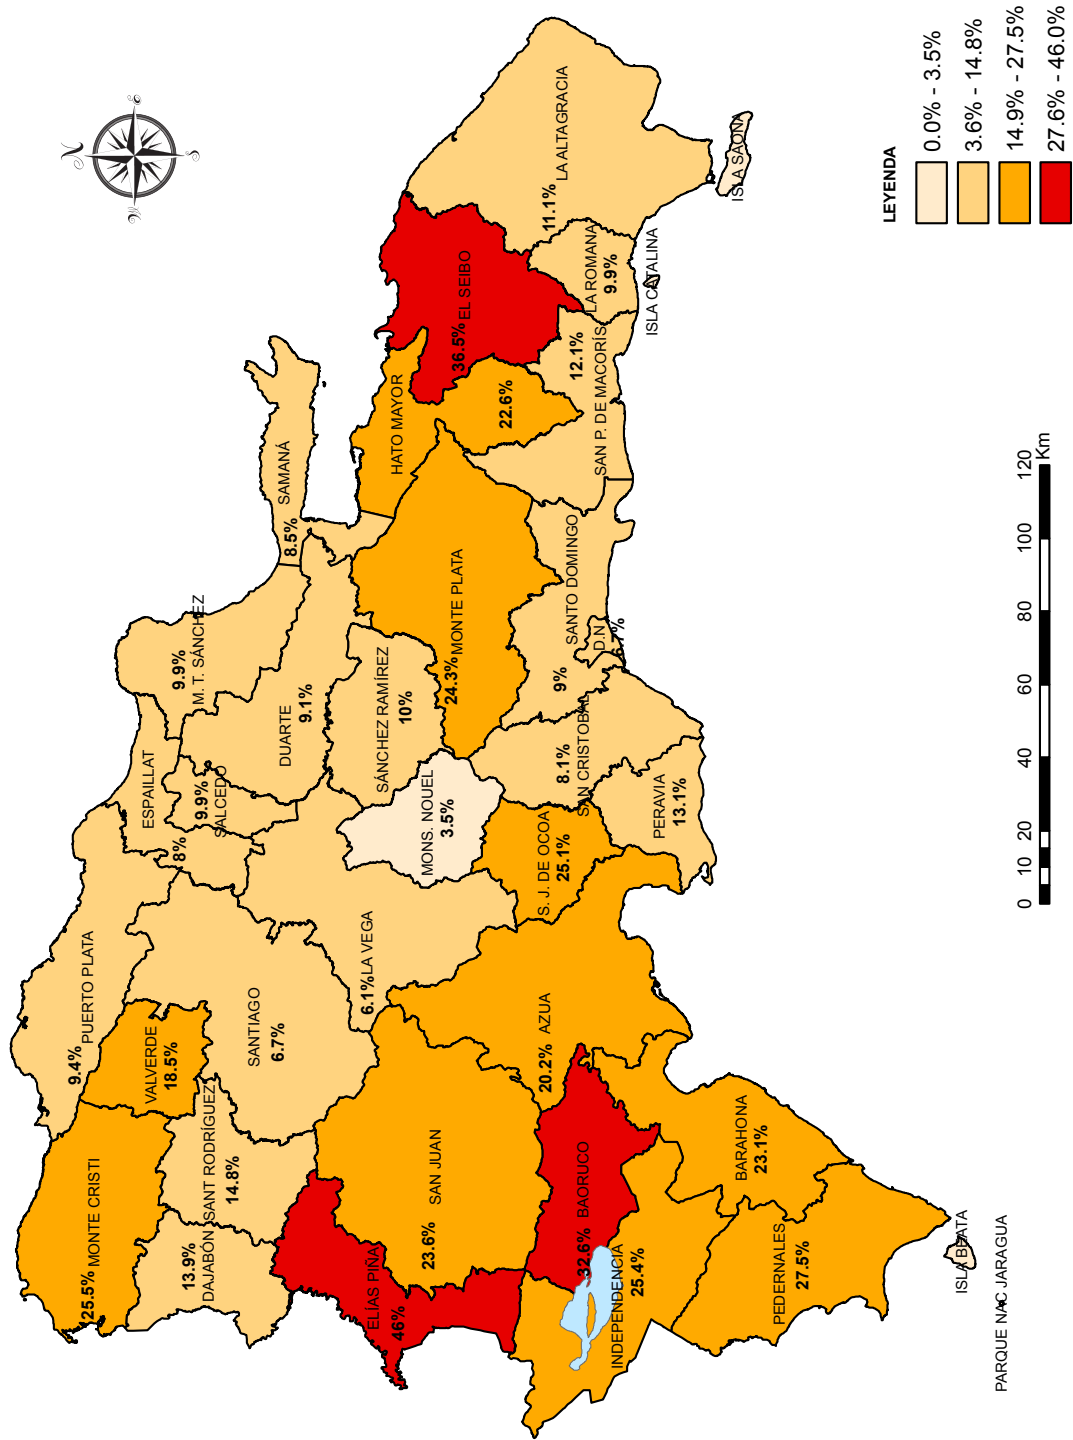 N
S
MONTE CRISTI
25.5%
PUERTO PLATA
9.4%
VALVERDE
18.5%
DAJABÓN
13.9%
SANT RODRÍGUEZ
14.8%
SANTIAGO
6.7%
ESPAILLAT
8%
SALCEDO
9.9%
M. T. SÁNCHEZ
9.9%
DUARTE
9.1%
SAMANÁ
8.5%
LA VEGA
6.1%
SÁNCHEZ RAMÍREZ
10%
MONS. NOUEL
3.5%
MONTE PLATA
24.3%
HATO MAYOR
22.6%
EL SEIBO
36.5%
LA ALTAGRACIA
11.1%
LA ROMANA
9.9%
SAN P. DE MACORÍS
12.1%
SANTO DOMINGO
9%
D.N
SAN CRISTOBAL
8.1%
PERAVIA
13.1%
S. J. DE OCOA
25.1%
AZUA
20.2%
SAN JUAN
23.6%
ELÍAS PIÑA
46%
BAORUCO
32.6%
INDEPENDENCIA
25.4%
BARAHONA
23.1%
PEDERNALES
27.5%
ISLA SAONA
ISLA CATALINA
ISLA BEATA
PARQUE NAC JARAGUA
0 10 20 40 60 80 100 120
Km
LEYENDA
0.0% - 3.5%
3.6% - 14.8%
14.9% - 27.5%
27.6% - 46.0%